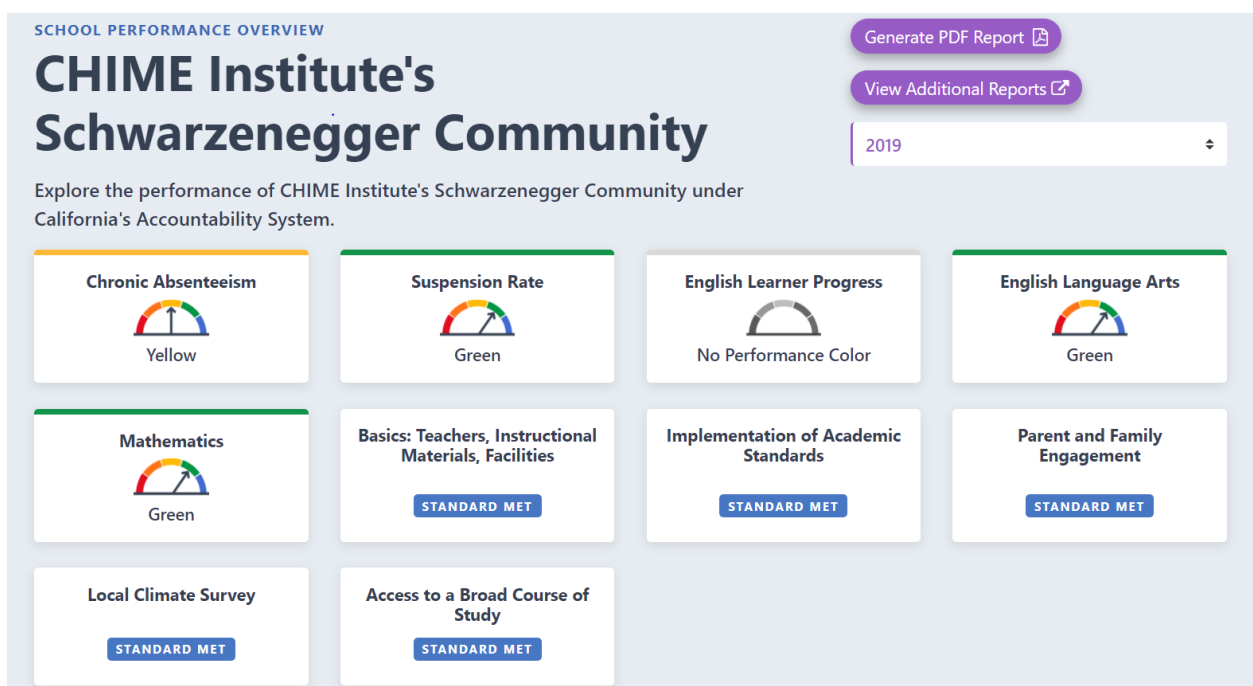 SCHOOL PERFORMANCE OVERVIEW
CHIME Institute's
Schwarzenegger Community
Explore the performance of CHIME Institute's Schwarzenegger Community under
California's Accountability System.
Generate PDF Report
View Additional Reports
2019
Chronic Absenteeism
Yellow
Suspension Rate
Green
English Learner Progress
No Performance Color
English Language Arts
Green
Mathematics
Green
Basics: Teachers, Instructional
Materials, Facilities
STANDARD MET
Implementation of Academic
Standards
STANDARD MET
Parent and Family
Engagement
STANDARD MET
Local Climate Survey
STANDARD MET
Access to a Broad Course of
Study
STANDARD MET